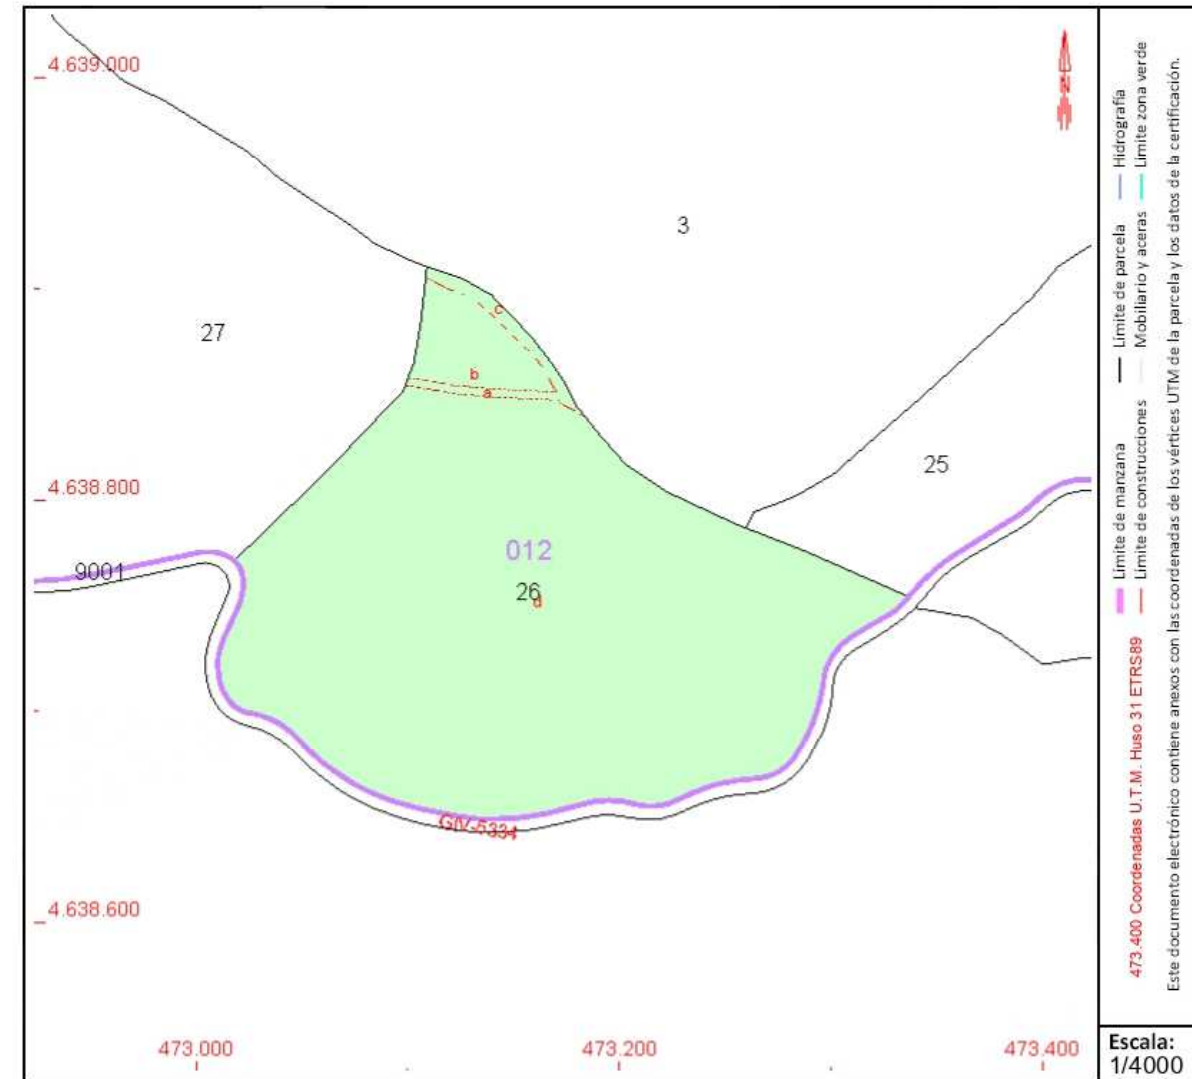 4.639.000
3
27
c
b
a
25
4.638.800
012
9001
26
d
GIV-5334
4.638.600
473.000
473.200
473.400
N
473.400 Coordenadas U.T.M. Huso 31 ETRS89
Límite de manzana
Límite de parcela
Hidrografía
Límite de construcciones
Mobiliario y aceras
Límite zona verde
Este documento electrónico contiene anexos con las coordenadas de los vértices UTM de la parcela y los datos de la certificación.
Escala:
1/4000